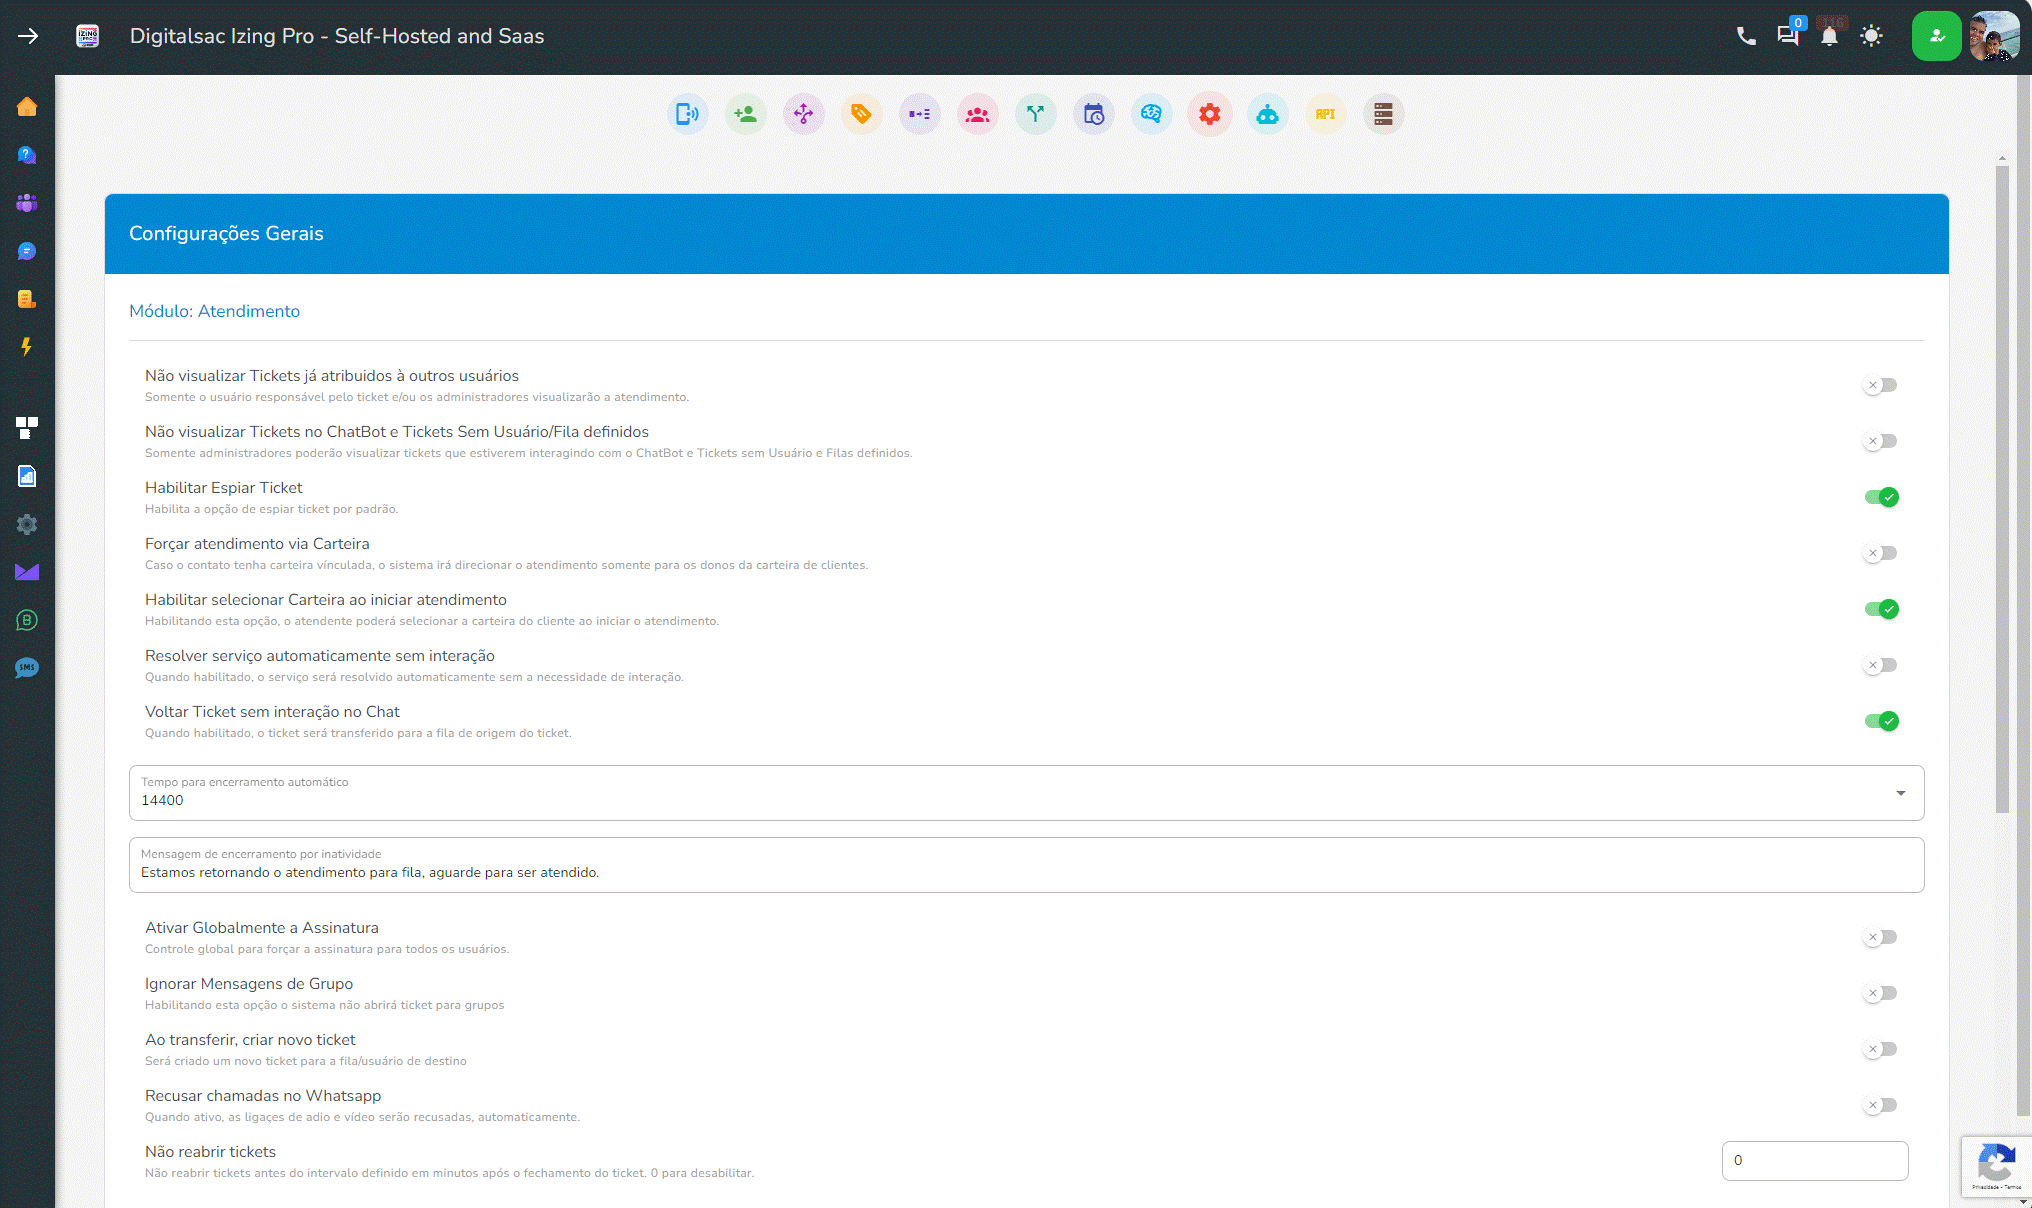 IZING
PRO
Digitalsac Izing Pro - Self-Hosted and Saas
0
116
API
Configurações Gerais
Módulo: Atendimento
Não visualizar Tickets já atribuidos à outros usuários
Somente o usuário responsável pelo ticket e/ou os administradores visualizarão a atendimento.
Não visualizar Tickets no ChatBot e Tickets Sem Usuário/Fila definidos
Somente administradores poderão visualizar tickets que estiverem interagindo com o ChatBot e Tickets sem Usuário e Filas definidos.
Habilitar Espiar Ticket
Habilita a opção de espiar ticket por padrão.
Forçar atendimento via Carteira
Caso o contato tenha carteira vínculada, o sistema irá direcionar o atendimento somente para os donos da carteira de clientes.
Habilitar selecionar Carteira ao iniciar atendimento
Habilitando esta opção, o atendente poderá selecionar a carteira do cliente ao iniciar o atendimento.
Resolver serviço automaticamente sem interação
Quando habilitado, o serviço será resolvido automaticamente sem a necessidade de interação.
Voltar Ticket sem interação no Chat
Quando habilitado, o ticket será transferido para a fila de origem do ticket.
Tempo para encerramento automático
14400
Mensagem de encerramento por inatividade
Estamos retornando o atendimento para fila, aguarde para ser atendido.
Ativar Globalmente a Assinatura
Controle global para forçar a assinatura para todos os usuários.
Ignorar Mensagens de Grupo
Habilitando esta opção o sistema não abrirá ticket para grupos
Ao transferir, criar novo ticket
Será criado um novo ticket para a fila/usuário de destino
Recusar chamadas no Whatsapp
Quando ativo, as ligaçes de adio e vídeo serão recusadas, automaticamente.
Não reabrir tickets
Não reabrir tickets antes do intervalo definido em minutos após o fechamento do ticket. 0 para desabilitar.
0
B
SMS
Privacidade - Termos